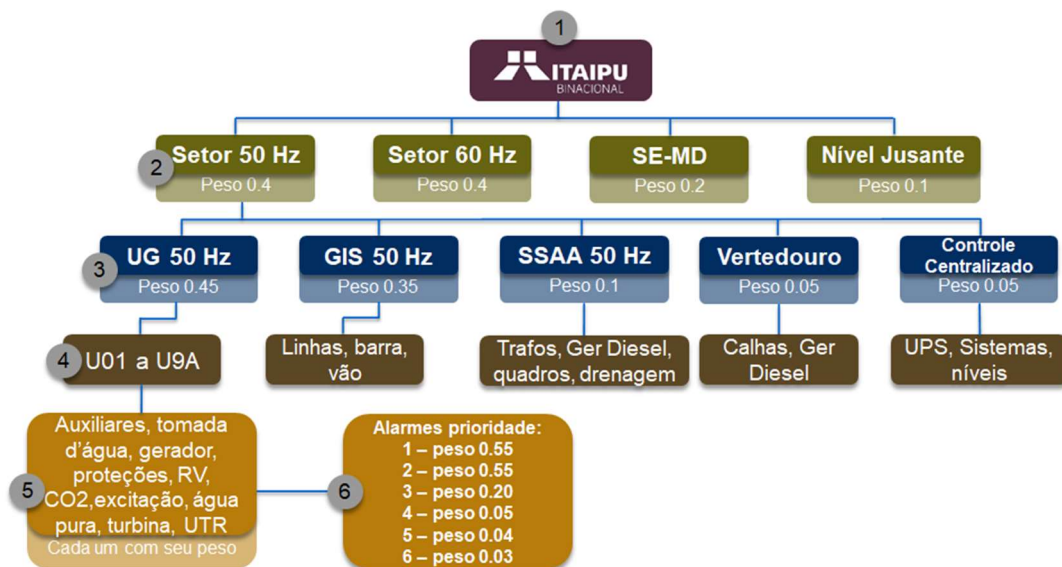 1
ITAIPU
BINACIONAL
2
Setor 50 Hz
Peso 0.4
Setor 60 Hz
Peso 0.4
SE-MD
Peso 0.2
Nível Jusante
Peso 0.1
3
UG 50 Hz
Peso 0.45
GIS 50 Hz
Peso 0.35
SSAA 50 Hz
Peso 0.1
Vertedouro
Peso 0.05
Controle
Centralizado
Peso 0.05
4
U01 a U9A
Linhas, barra,
vão
Trafos, Ger Diesel,
quadros, drenagem
Calhas, Ger
Diesel
UPS, Sistemas,
níveis
5
Auxiliares, tomada
d’água, gerador,
proteções, RV,
CO2,excitação, água
pura, turbina, UTR
Cada um com seu peso
6
Alarmes prioridade:
1 – peso 0.55
2 – peso 0.55
3 – peso 0.20
4 – peso 0.05
5 – peso 0.04
6 – peso 0.03